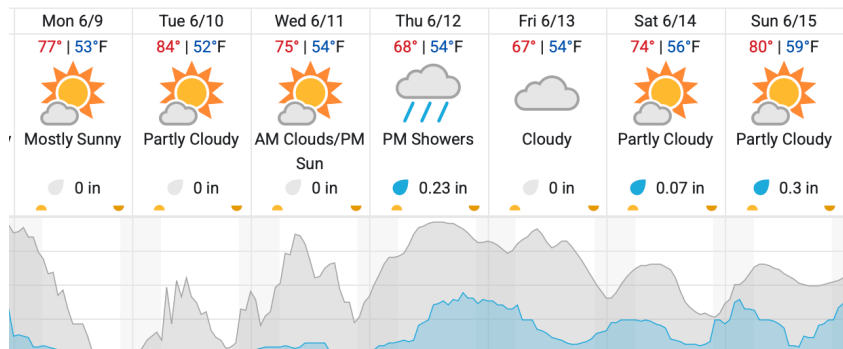 Mon 6/9 Tue 6/10 Wed 6/11 Thu 6/12 Fri 6/13 Sat 6/14 Sun 6/15
77° | 53°F 84° | 52°F 75° | 54°F 68° | 54°F 67° | 54°F 74° | 56°F 80° | 59°F
Mostly Sunny Partly Cloudy AM Clouds/PM PM Showers Cloudy Partly Cloudy Partly Cloudy
Sun
0 in 0 in 0 in 0.23 in 0 in 0.07 in 0.3 in